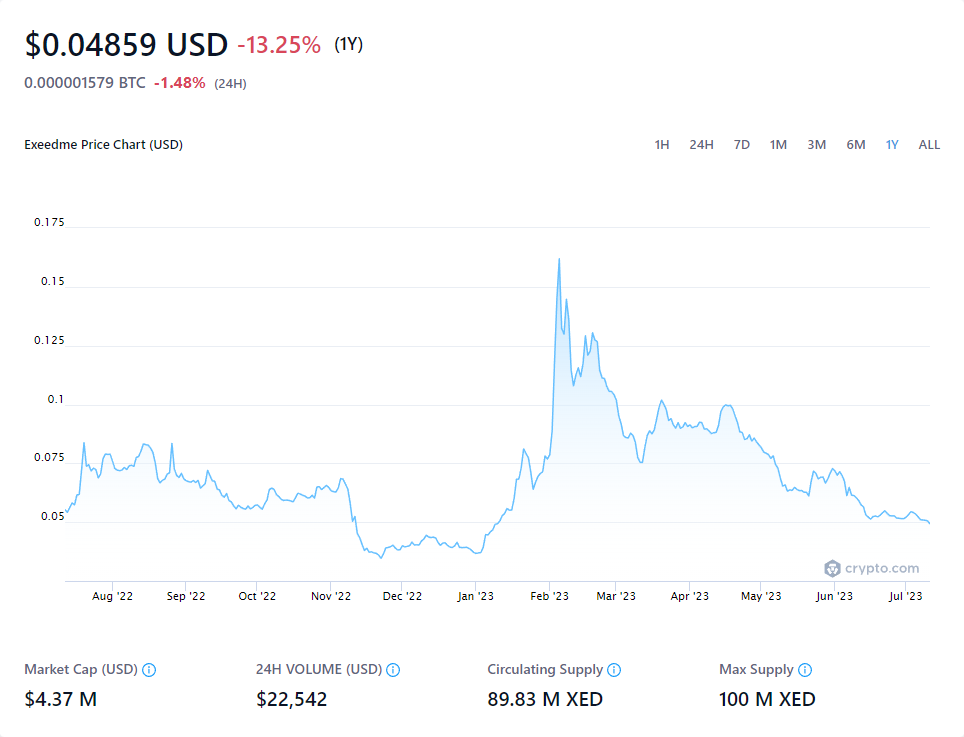 $0.04859 USD -13.25% (1Y)
0.000001579 BTC -1.48% (24H)
Exeedme Price Chart (USD) 1H 24H 7D 1M 3M 6M 1Y ALL
0.175
0.15
0.125
0.1
0.075
0.05
crypto.com
Aug '22 Sep '22 Oct '22 Nov '22 Dec '22 Jan '23 Feb '23 Mar '23 Apr '23 May '23 Jun '23 Jul '23
Market Cap (USD) 24H VOLUME (USD) Circulating Supply Max Supply
$4.37 M $22,542 89.83 M XED 100 M XED